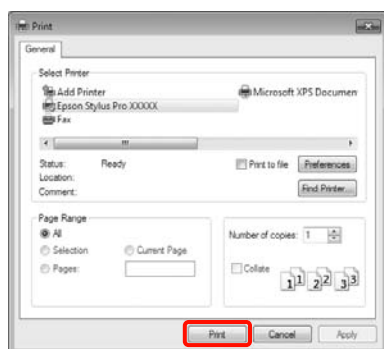 Print
General
Select Printer
Add Printer
Microsoft XPS Documen
Epson Stylus Pro XXXXX
Fax
Status: Ready
Print to file Preferences
Location:
Comment:
Find Printer...
Page Range
All
Selection Current Page
Pages:
Number of copies: 1
Collate
1 1 2 2 3 3
Print Cancel Apply